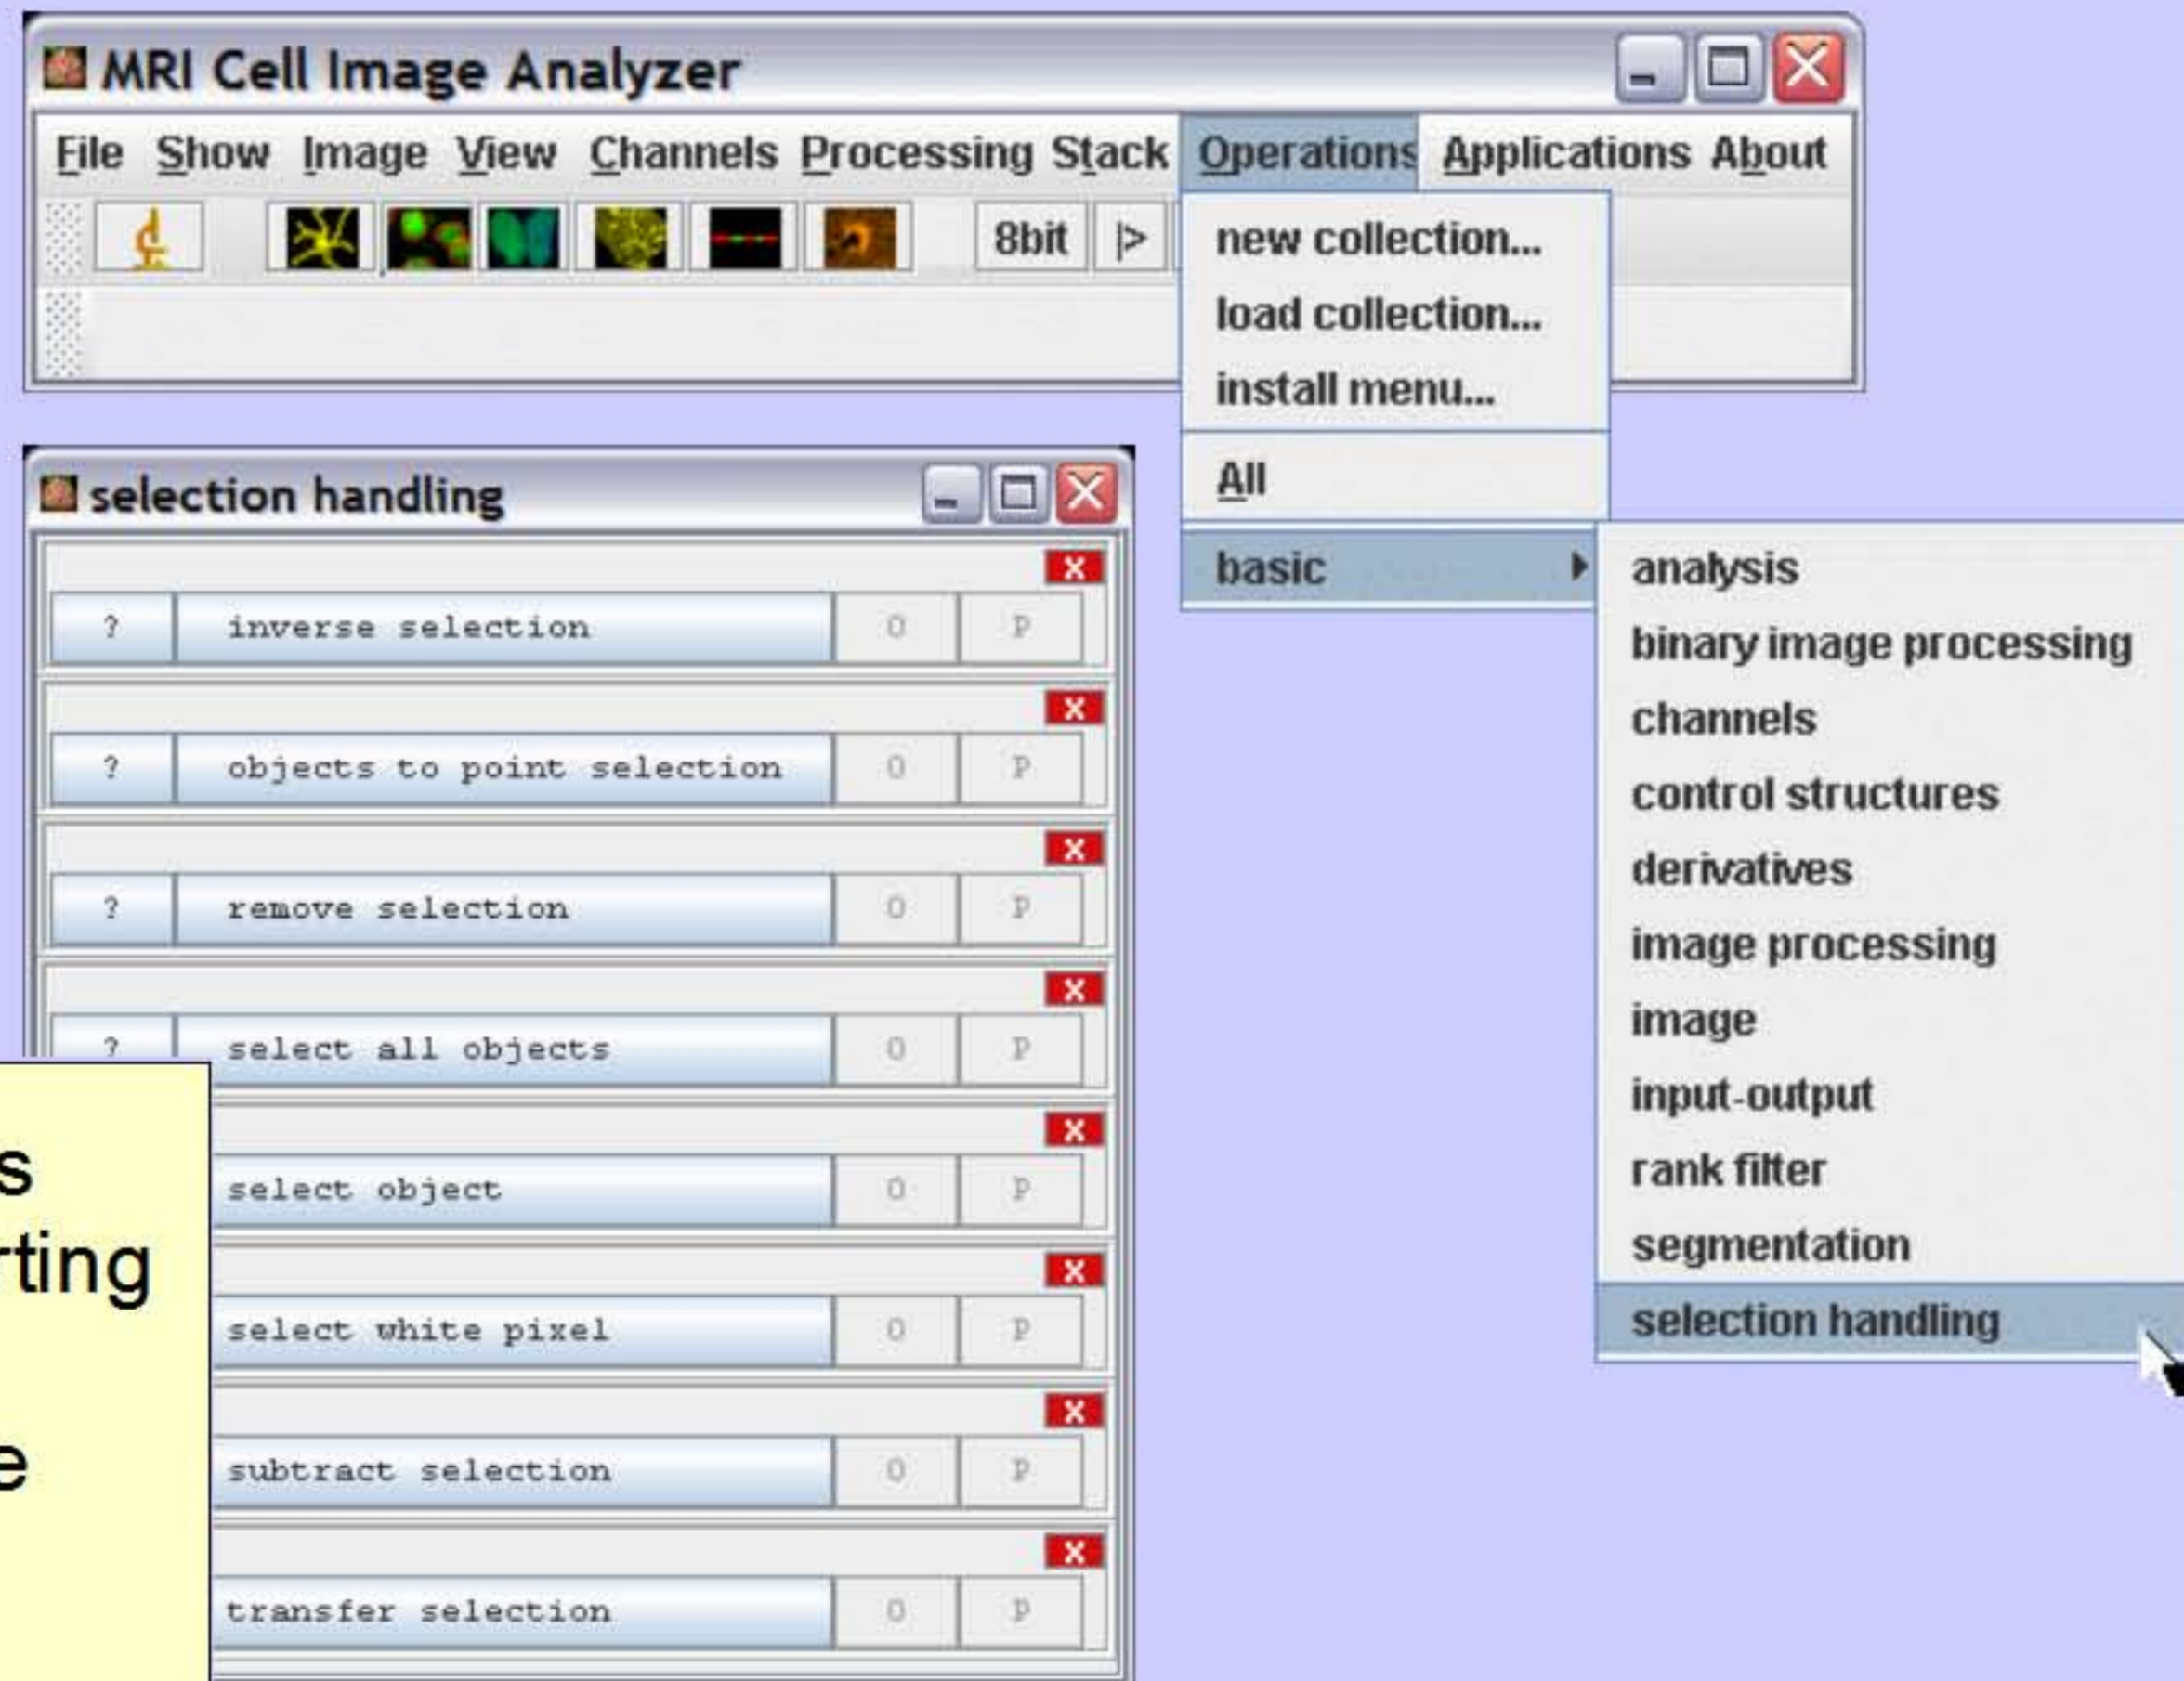 MRI Cell Image Analyzer
File Show Image View Channels Processing Stack Operations Applications About
8bit |>
new collection...
load collection...
install menu...
All
basic
analysis
binary image processing
channels
control structures
derivatives
image processing
image
input-output
rank filter
segmentation
selection handling
selection handling
X
? inverse selection O P
X
? objects to point selection O P
X
? remove selection O P
X
? select all objects O P
X
select object O P
X
select white pixel O P
X
subtract selection O P
X
transfer selection O P
s
rting
e